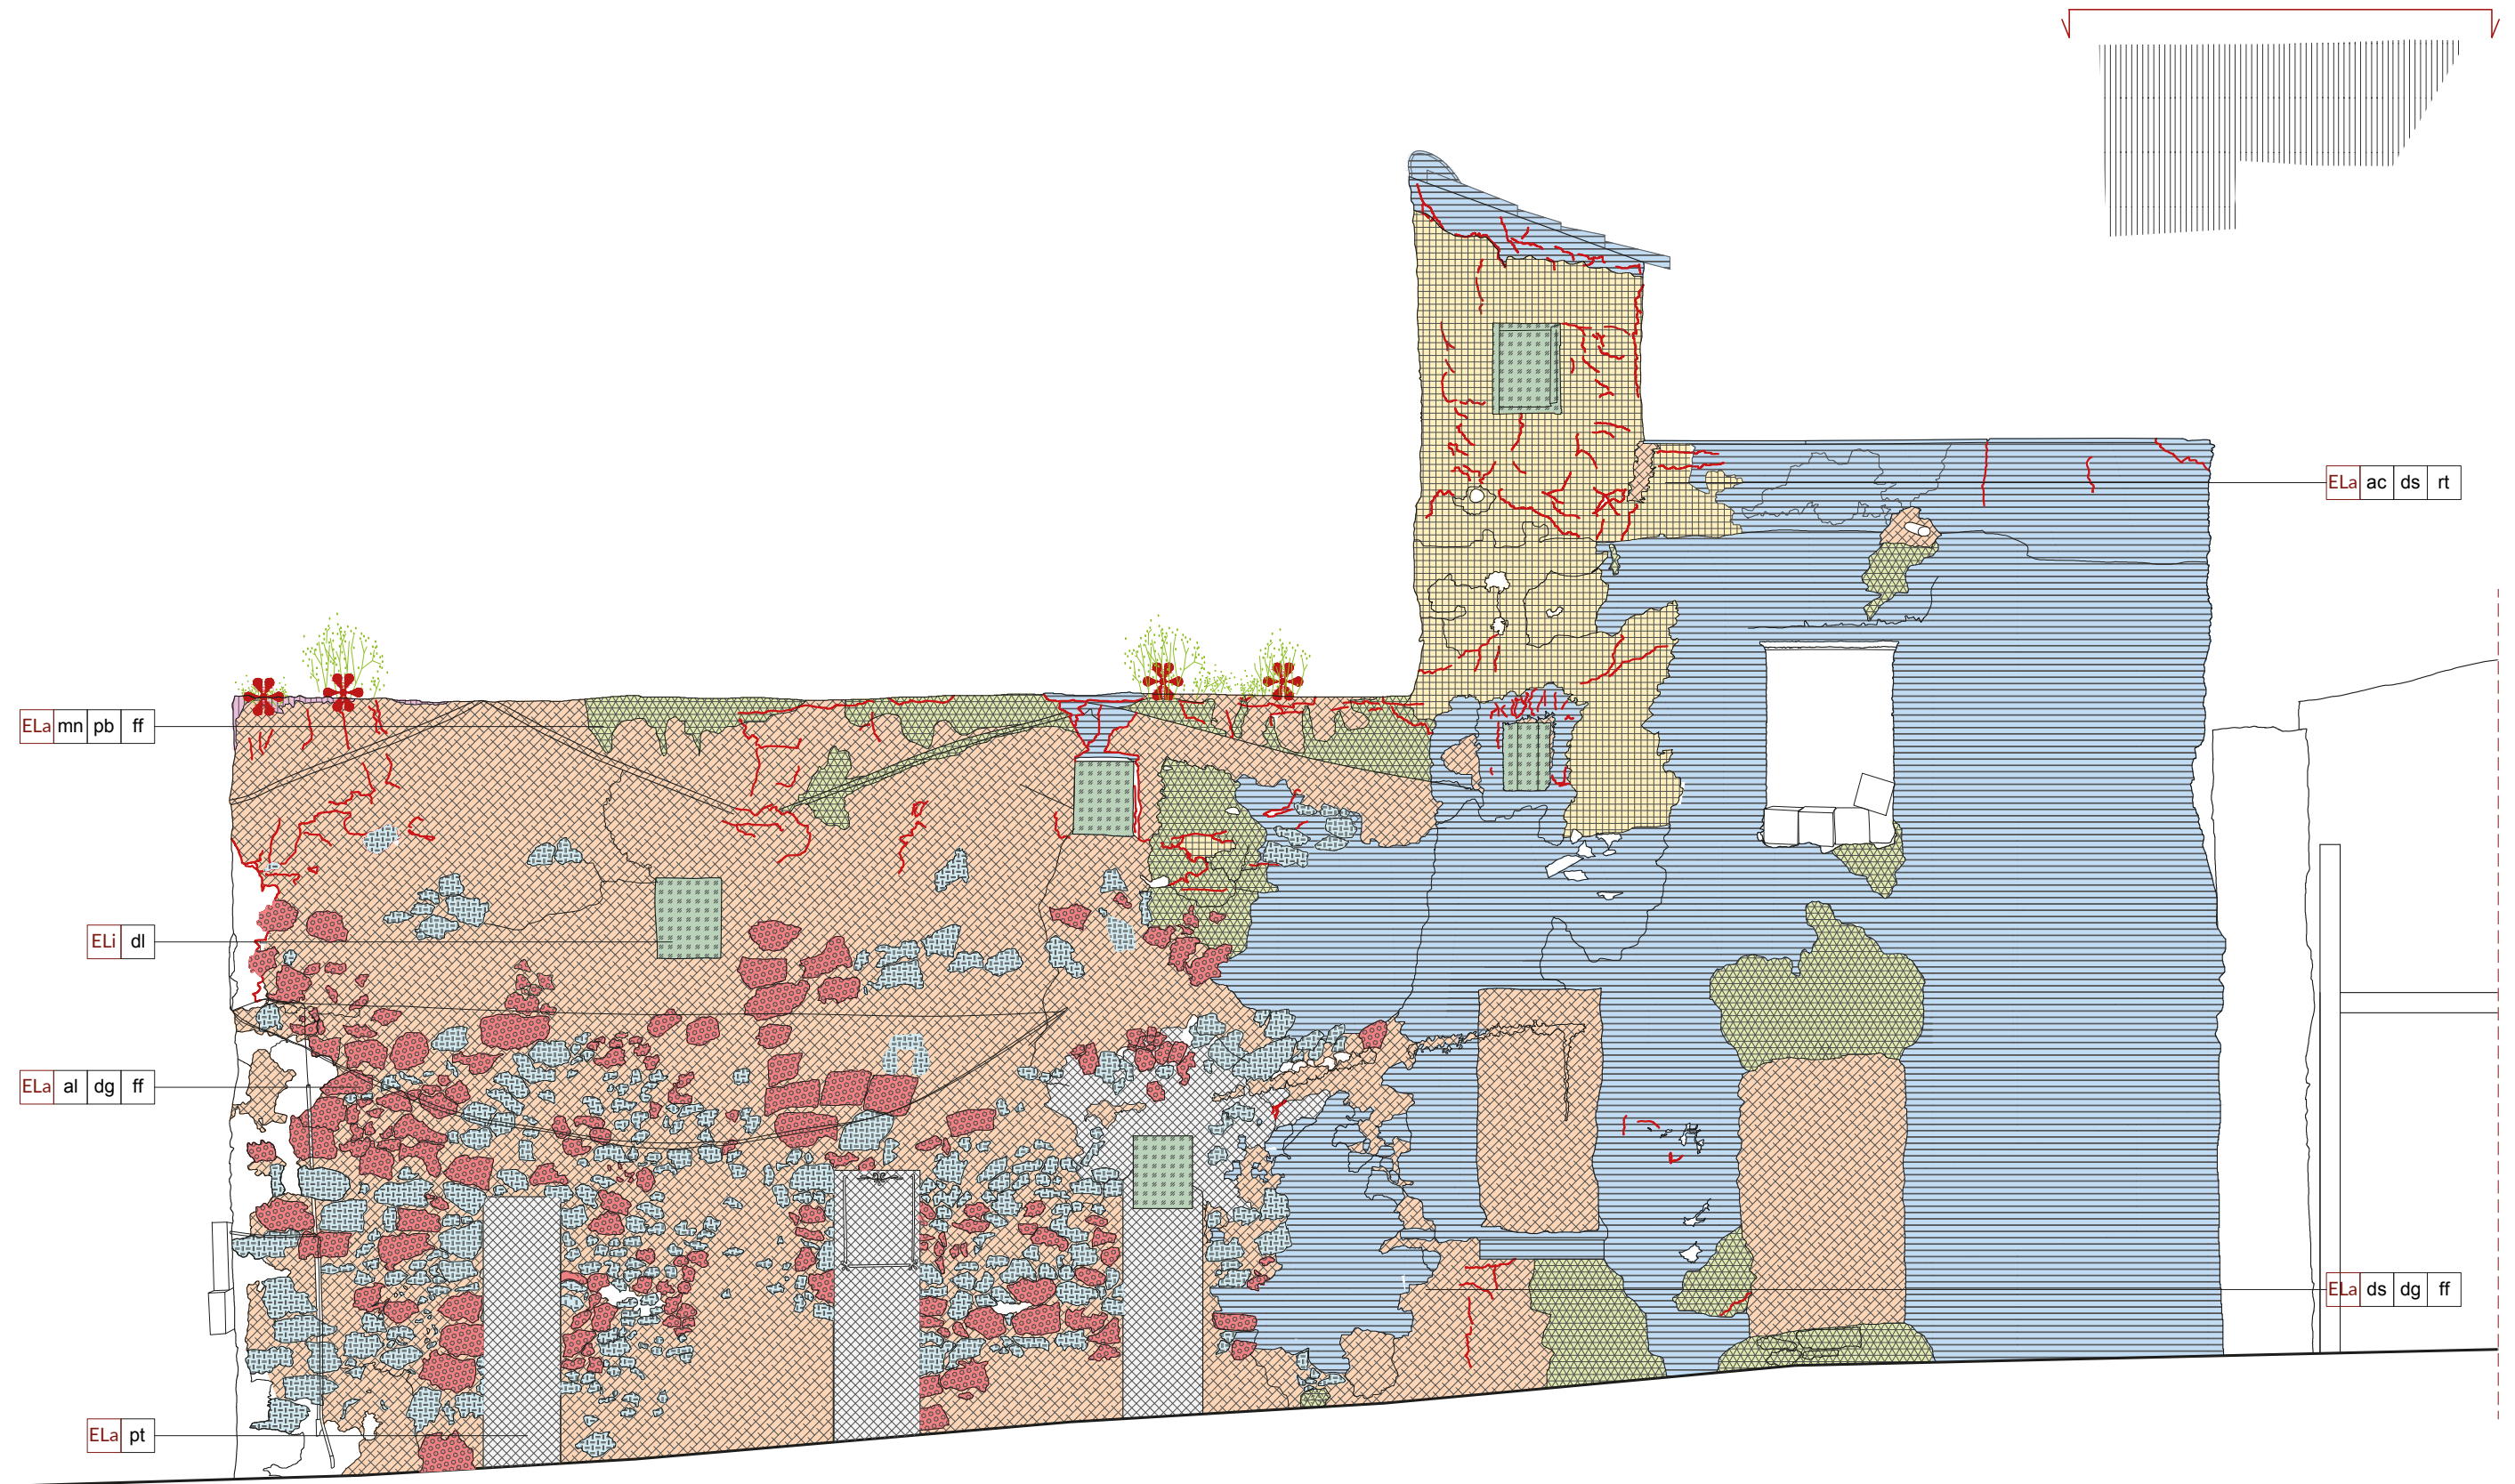 ELa ac ds rt
ELa mn pb ff
ELi dl
ELa al dg ff
ELa ds dg ff
ELa pt